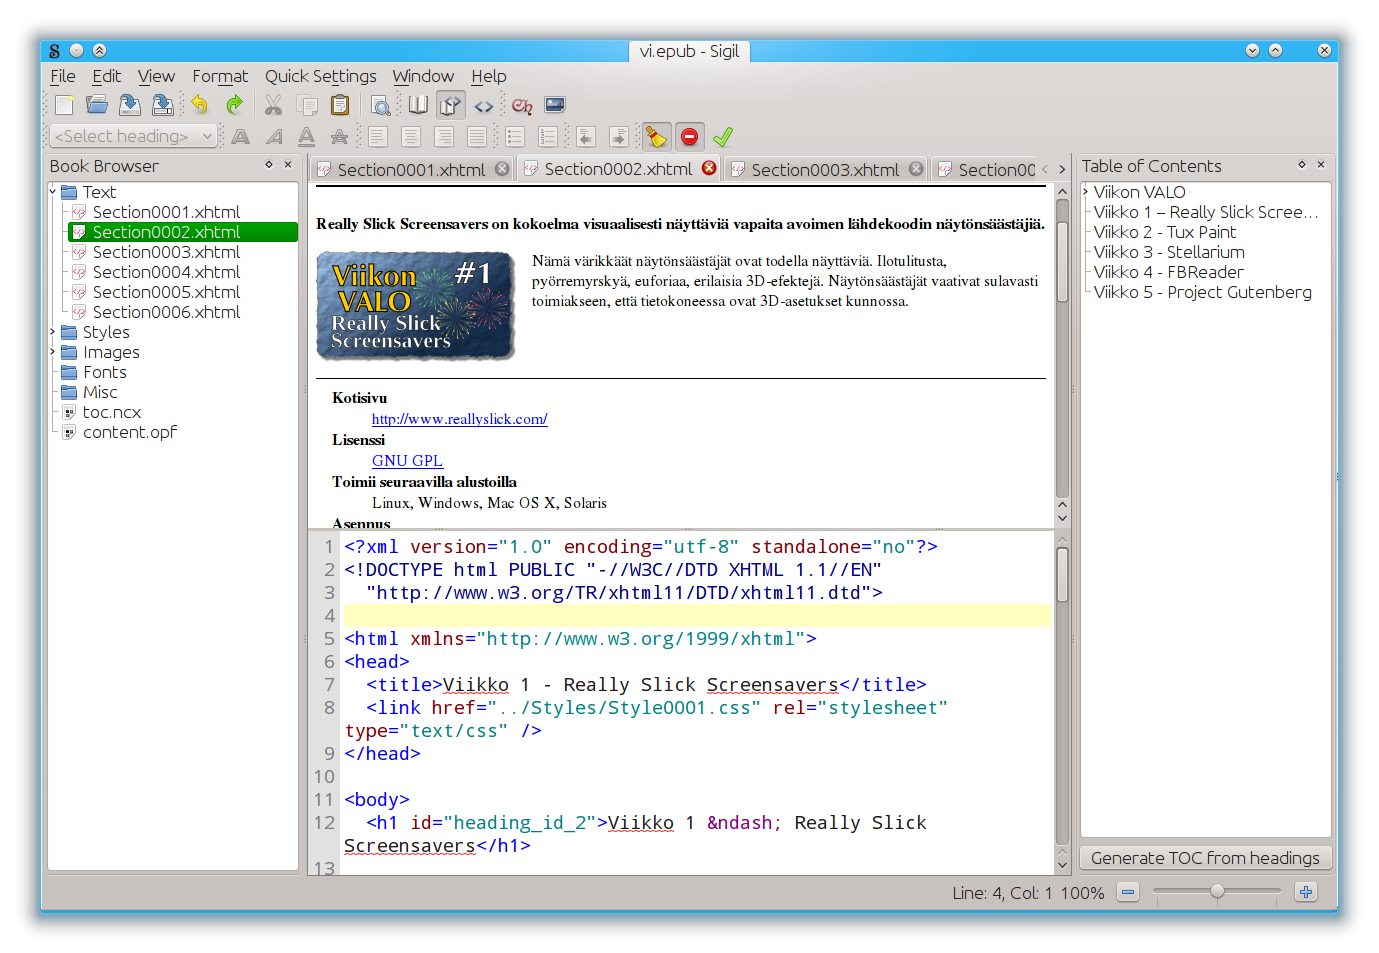 vi.epub - Sigil
File Edit View Format Quick Settings Window Help
<Select heading>
Book Browser
Text
Section0001.xhtml
Section0002.xhtml
Section0003.xhtml
Section0004.xhtml
Section0005.xhtml
Section0006.xhtml
Styles
Images
Fonts
Misc
toc.ncx
content.opf
Section0001.xhtml Section0002.xhtml Section0003.xhtml Section00
Really Slick Screensavers on kokoelma visuaalisesti näyttäviä vapaita avoimen lähdekoodin näytönsäästäjiä.
Viikon #1
VALO
Really Slick
Screensavers
Nämä värikkäät näytönsäästäjät ovat todella näyttäviä. Ilotulitusta,
pyörremyrskyä, euforiaa, erilaisia 3D-efektejä. Näytönsäästäjät vaativat sulavasti
toimiakseen, että tietokoneessa ovat 3D-asetukset kunnossa.
Kotisivu
http://www.reallyslick.com/
Lisenssi
GNU GPL
Toimii seuraavilla alustoilla
Linux, Windows, Mac OS X, Solaris
Asennus
1 <?xml version="1.0" encoding="utf-8" standalone="no"?>
2 <!DOCTYPE html PUBLIC "-//W3C//DTD XHTML 1.1//EN"
3 "http://www.w3.org/TR/xhtml11/DTD/xhtml11.dtd">
4
5 <html xmlns="http://www.w3.org/1999/xhtml">
6 <head>
7 <title>Viikko 1 - Really Slick Screensavers</title>
8 <link href="../Styles/Style0001.css" rel="stylesheet"
type="text/css" />
9 </head>
10
11 <body>
12 <h1 id="heading_id_2">Viikko 1 &ndash; Really Slick
Screensavers</h1>
13
Table of Contents
Viikon VALO
Viikko 1 – Really Slick Scree...
Viikko 2 - Tux Paint
Viikko 3 - Stellarium
Viikko 4 - FBReader
Viikko 5 - Project Gutenberg
Generate TOC from headings
Line: 4, Col: 1 100%